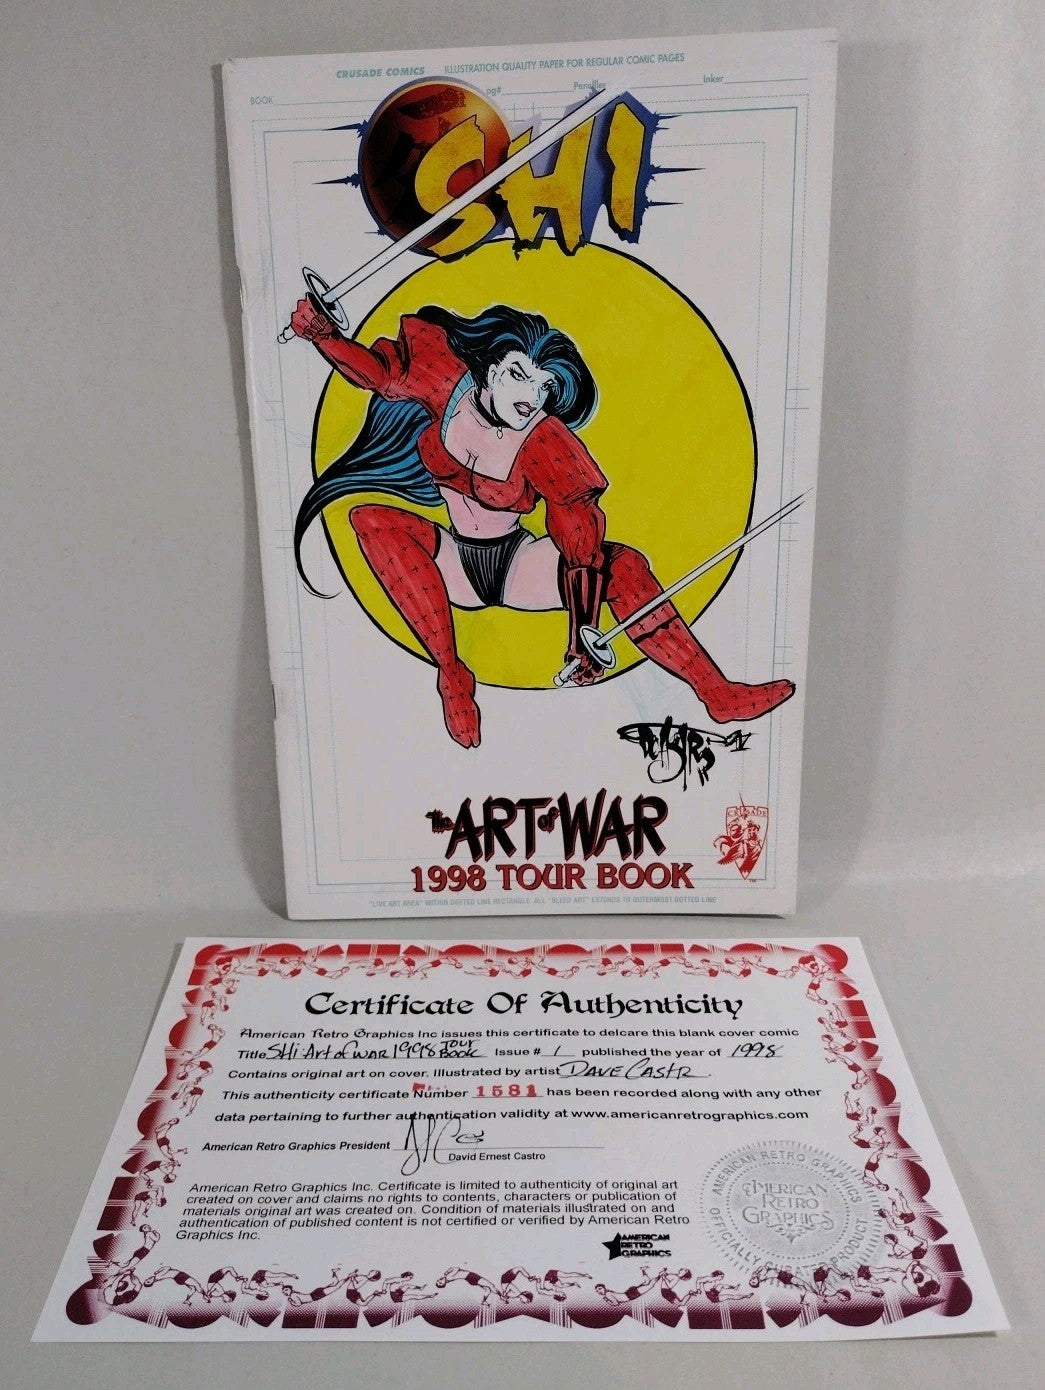 CRUSADE COMICS ILLUSTRATION QUALITY PAPER FOR REGULAR COMIC PAGES
BOOK pg# Penciller Inker
SHI
The ART of WAR
1998 TOUR BOOK
CRUSADE
"LIVE ART AREA" WITHIN DOTTED LINE RECTANGLE. ALL "BLEED ART" EXTENDS TO OUTERMOST DOTTED LINE
Certificate Of Authenticity
American Retro Graphics Inc issues this certificate to delcare this blank cover comic
Title SHi: Art of WAR 1998 Tour Book Issue # 1 published the year of 1998
Contains original art on cover. Illustrated by artist DAVE CASTR.
This authenticity certificate Number 1581 has been recorded along with any other
data pertaining to further authentication validity at www.americanretrographics.com
American Retro Graphics President
David Ernest Castro
American Retro Graphics Inc. Certificate is limited to authenticity of original art
created on cover and claims no rights to contents, characters or publication of
materials original art was created on. Condition of materials illustrated on and
authentication of published content is not certified or verified by American Retro
Graphics Inc.
AMERICAN
RETRO
GRAPHICS
AMERICAN RETRO GRAPHICS
AMERICAN
RETRO
GRAPHICS
OFFICIALLY CURATED PRODUCT